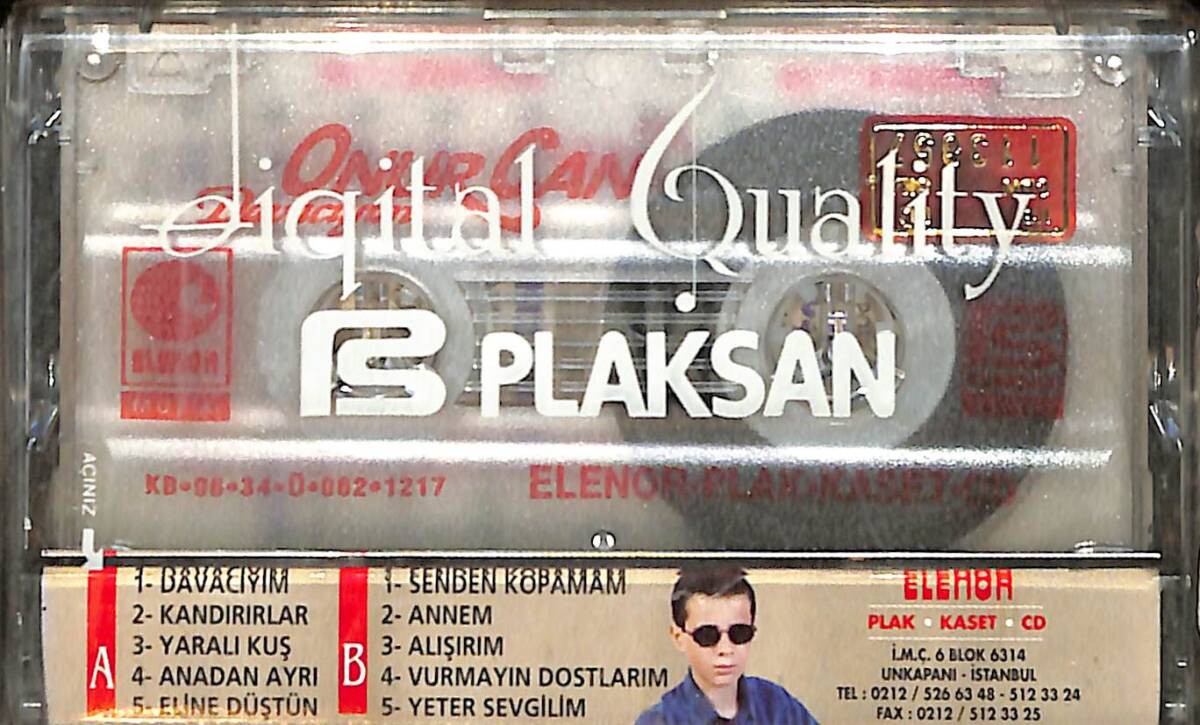 ONUR CAN
Davacıyım
Digital Quality
PLAKSAN
ELENOR
KB•96•34•Ü•062•1217
ELENOR•PLAK•KASET•CD
AÇINIZ
A
1- DAVACIYIM
2- KANDIRIRLAR
3- YARALI KUŞ
4- ANADAN AYRI
5- ELİNE DÜŞTÜN
B
1- SENDEN KOPAMAM
2- ANNEM
3- ALIŞIRIM
4- VURMAYIN DOSTLARIM
5- YETER SEVGİLİM
ELENOR
PLAK • KASET • CD
İ.M.Ç. 6 BLOK 6314
UNKAPANI - İSTANBUL
TEL : 0212 / 526 63 48 - 512 33 24
FAX : 0212 / 512 33 25